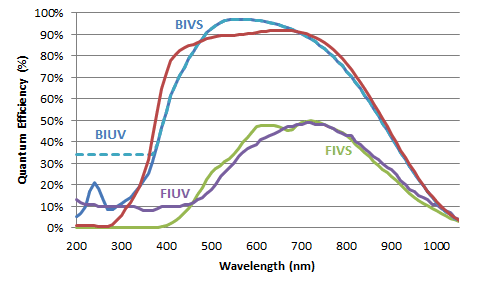 100%
90%
80%
70%
60%
50%
40%
30%
20%
10%
0%
Quantum Efficiency (%)
BIVS
BIUV
FIVS
FIUV
200 300 400 500 600 700 800 900 1000
Wavelength (nm)